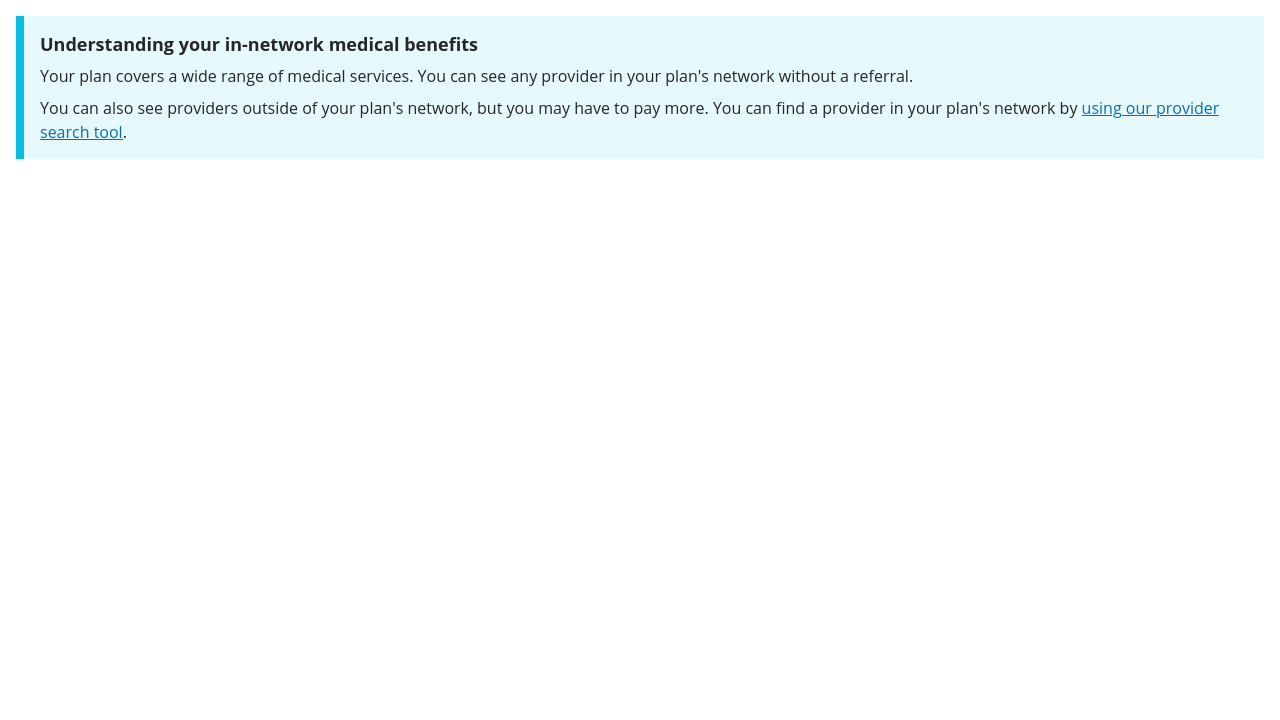 Understanding your in-network medical benefits
Your plan covers a wide range of medical services. You can see any provider in your plan's network without a referral.
You can also see providers outside of your plan's network, but you may have to pay more. You can find a provider in your plan's network by using our provider
search tool.